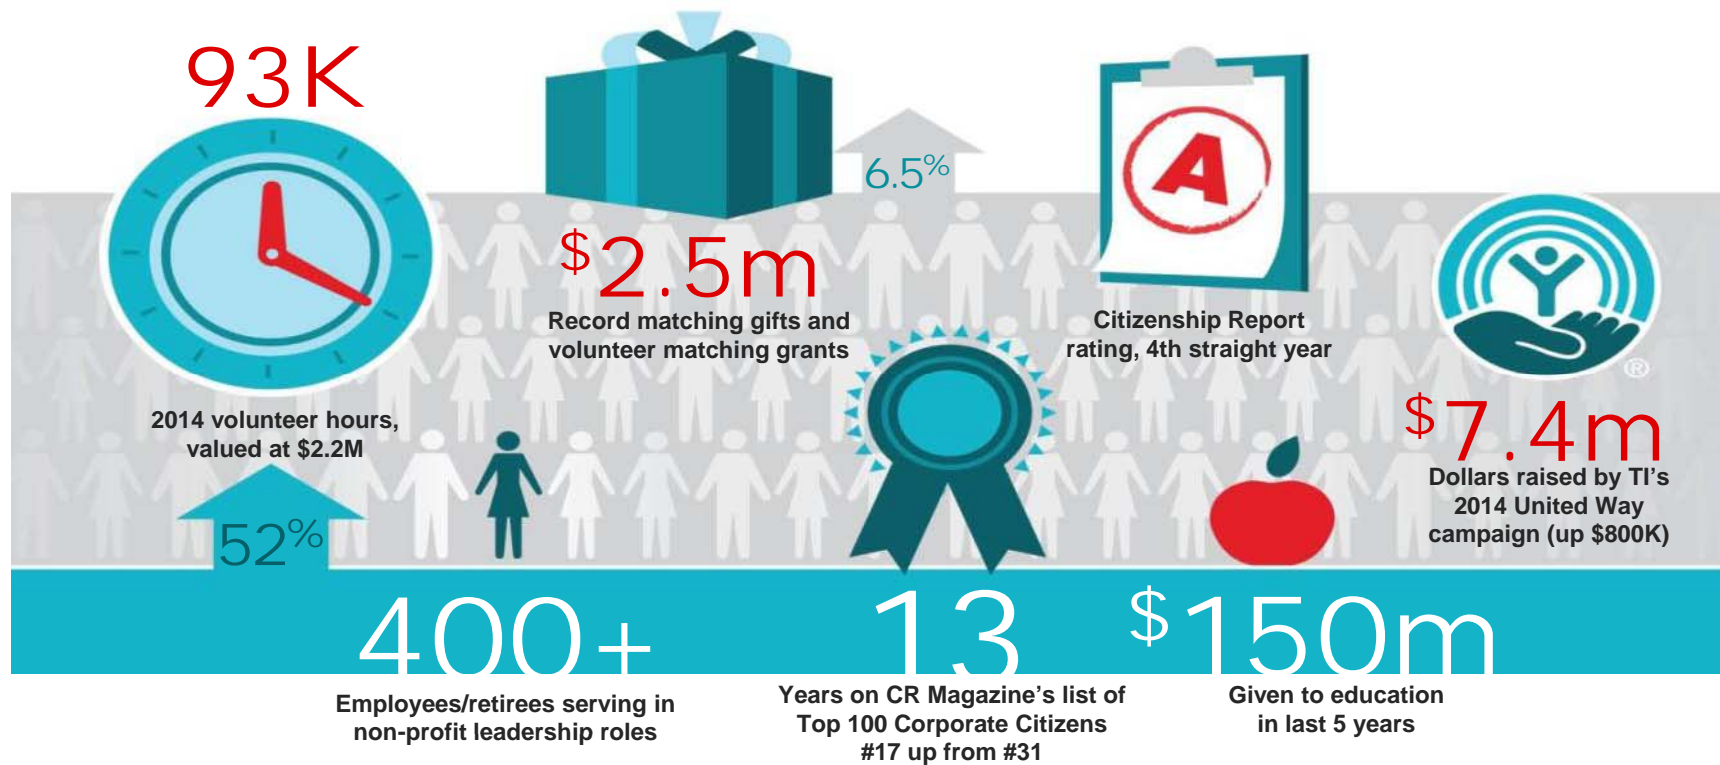 93K
2014 volunteer hours,
valued at $2.2M
52%
6.5%
$2.5m
Record matching gifts and
volunteer matching grants
A
Citizenship Report
rating, 4th straight year
®
$7.4m
Dollars raised by TI’s
2014 United Way
campaign (up $800K)
400+
Employees/retirees serving in
non-profit leadership roles
13
Years on CR Magazine’s list of
Top 100 Corporate Citizens
#17 up from #31
$150m
Given to education
in last 5 years